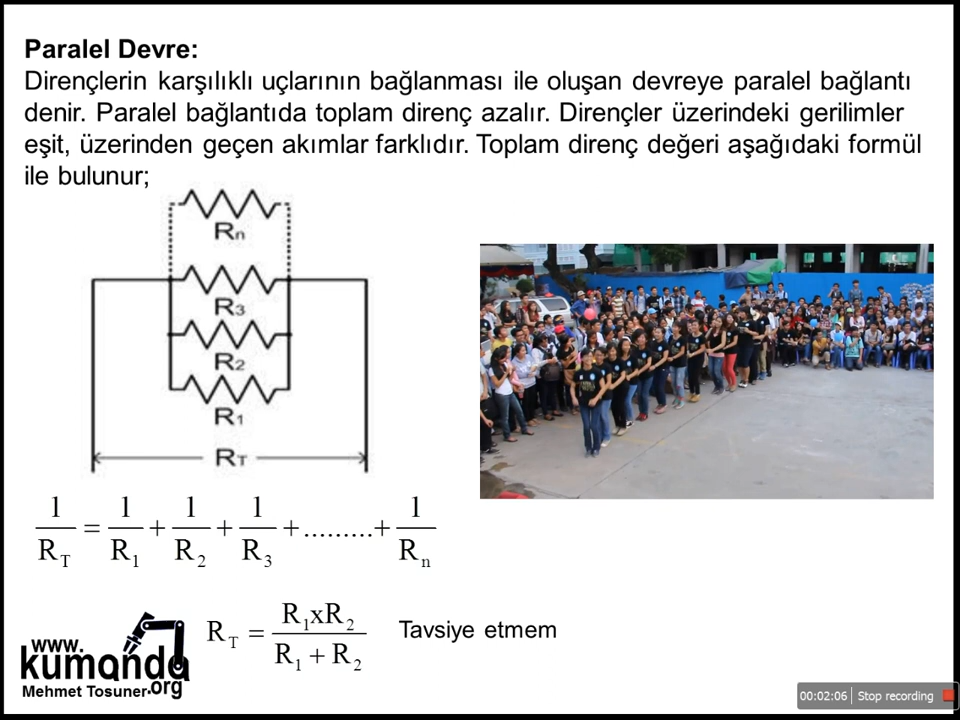 Paralel Devre:
Dirençlerin karşılıklı uçlarının bağlanması ile oluşan devreye paralel bağlantı
denir. Paralel bağlantıda toplam direnç azalır. Dirençler üzerindeki gerilimler
eşit, üzerinden geçen akımlar farklıdır. Toplam direnç değeri aşağıdaki formül
ile bulunur;
Rn
R3
R2
R1
RT
1/RT = 1/R1 + 1/R2 + 1/R3 + ......... + 1/Rn
RT = R1xR2 / R1 + R2
Tavsiye etmem
www.
kumanda
Mehmet Tosuner .org
00:02:06 Stop recording